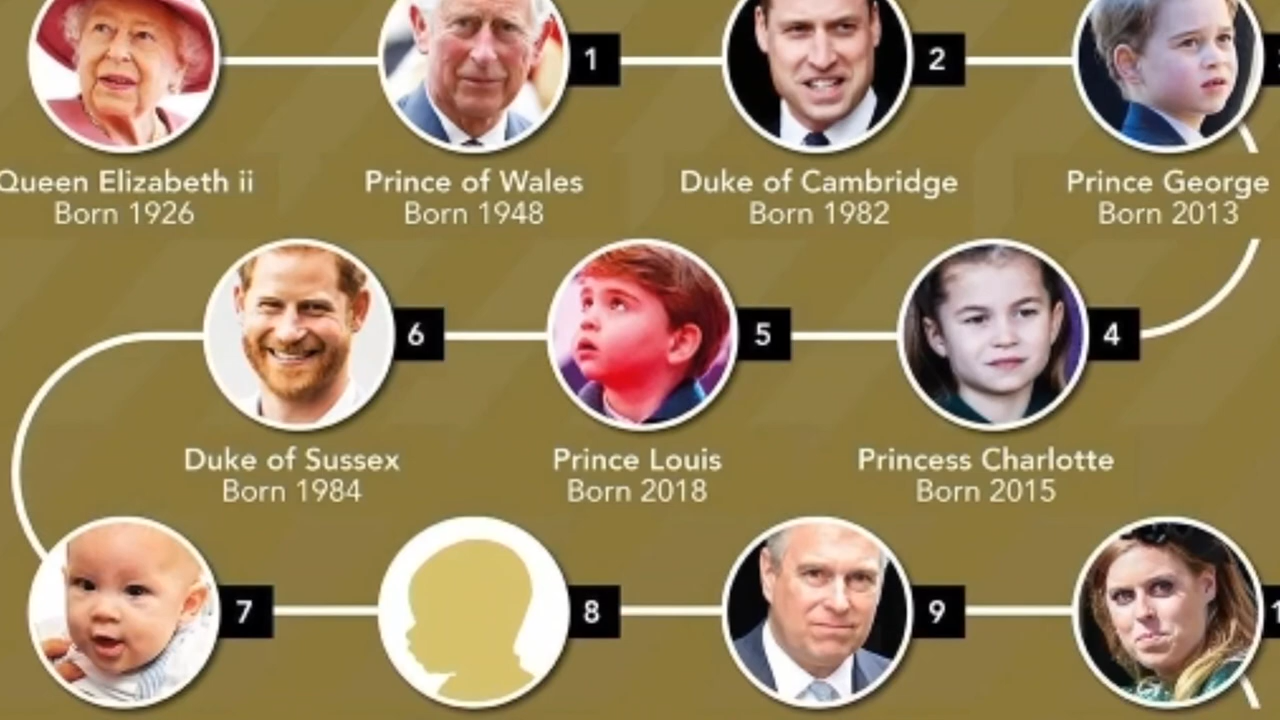 1
2
Queen Elizabeth ii
Born 1926
Prince of Wales
Born 1948
Duke of Cambridge
Born 1982
Prince George
Born 2013
6
5
4
Duke of Sussex
Born 1984
Prince Louis
Born 2018
Princess Charlotte
Born 2015
7
8
9